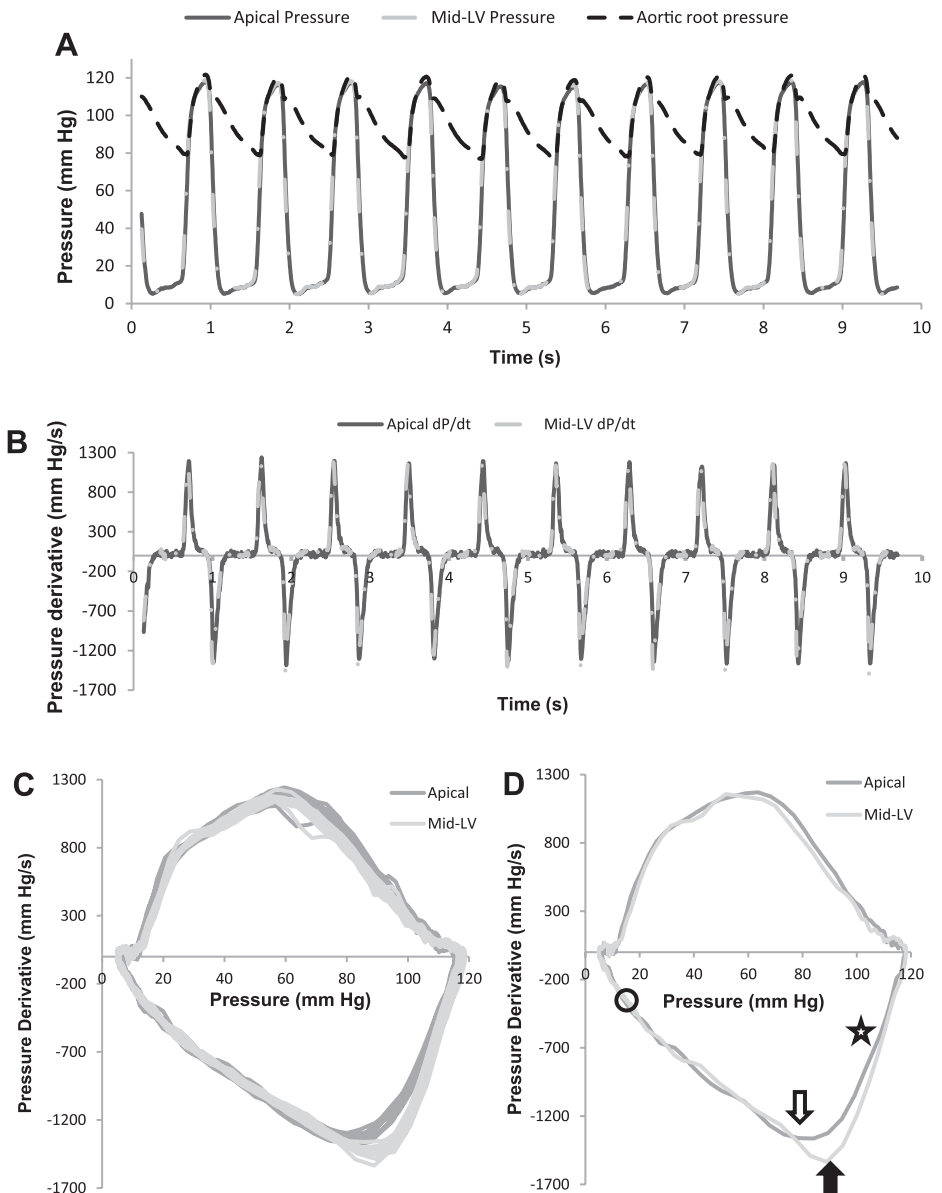 Apical Pressure Mid-LV Pressure Aortic root pressure
A
Pressure (mm Hg)
120
100
80
60
40
20
0
0 1 2 3 4 5 6 7 8 9 10
Time (s)
B
Apical dP/dt Mid-LV dP/dt
Pressure derivative (mm Hg/s)
1300
800
300
-200
-700
-1200
-1700
0 1 2 3 4 5 6 7 8 9 10
Time (s)
C
Apical
Mid-LV
Pressure Derivative (mm Hg/s)
1300
800
300
-200
-700
-1200
-1700
0 20 40 60 80 100 120
Pressure (mm Hg)
D
Apical
Mid-LV
Pressure Derivative (mm Hg/s)
1300
800
300
-200
-700
-1200
-1700
0 20 40 60 80 100 120
Pressure (mm Hg)